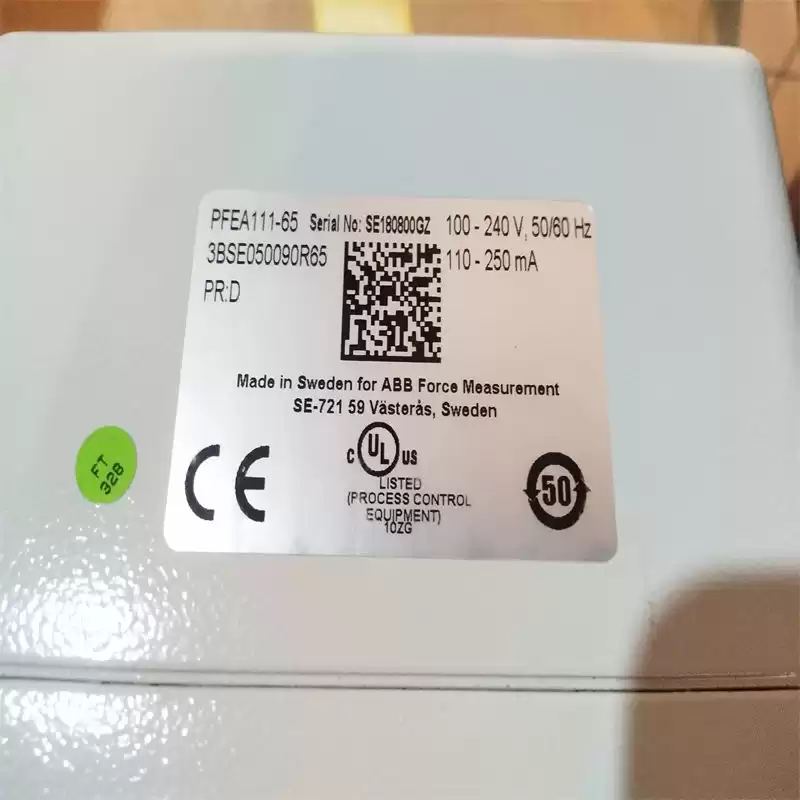 PFEA111-65 Serial No: SE180800GZ 100 - 240 V, 50/60 Hz
3BSE050090R65 110 - 250 mA
PR:D
Made in Sweden for ABB Force Measurement
SE-721 59 Västerås, Sweden
CE
C UL US
LISTED
(PROCESS CONTROL
EQUIPMENT)
10ZG
50
FT
328